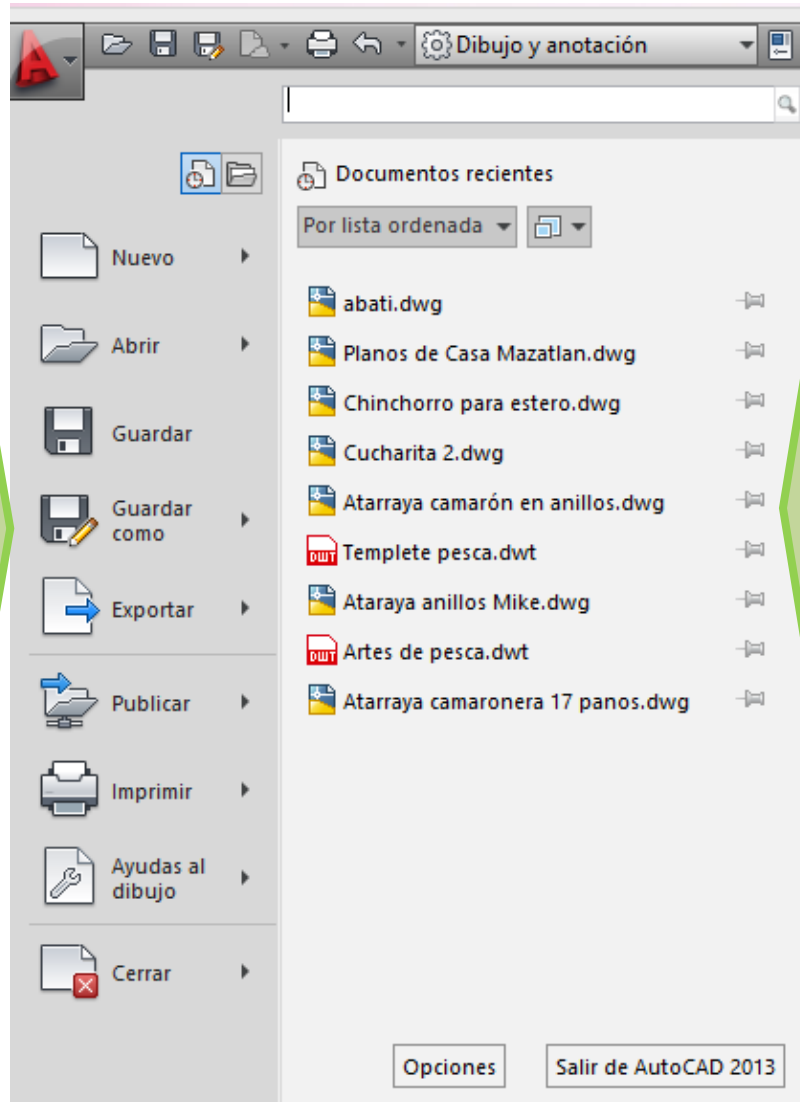 Dibujo y anotación
Documentos recientes
Por lista ordenada
Nuevo
Abrir
Guardar
Guardar
como
Exportar
Publicar
Imprimir
Ayudas al
dibujo
Cerrar
abati.dwg
Planos de Casa Mazatlan.dwg
Chinchorro para estero.dwg
Cucharita 2.dwg
Atarraya camarón en anillos.dwg
DWT Templete pesca.dwt
Ataraya anillos Mike.dwg
DWT Artes de pesca.dwt
Atarraya camaronera 17 panos.dwg
Opciones
Salir de AutoCAD 2013